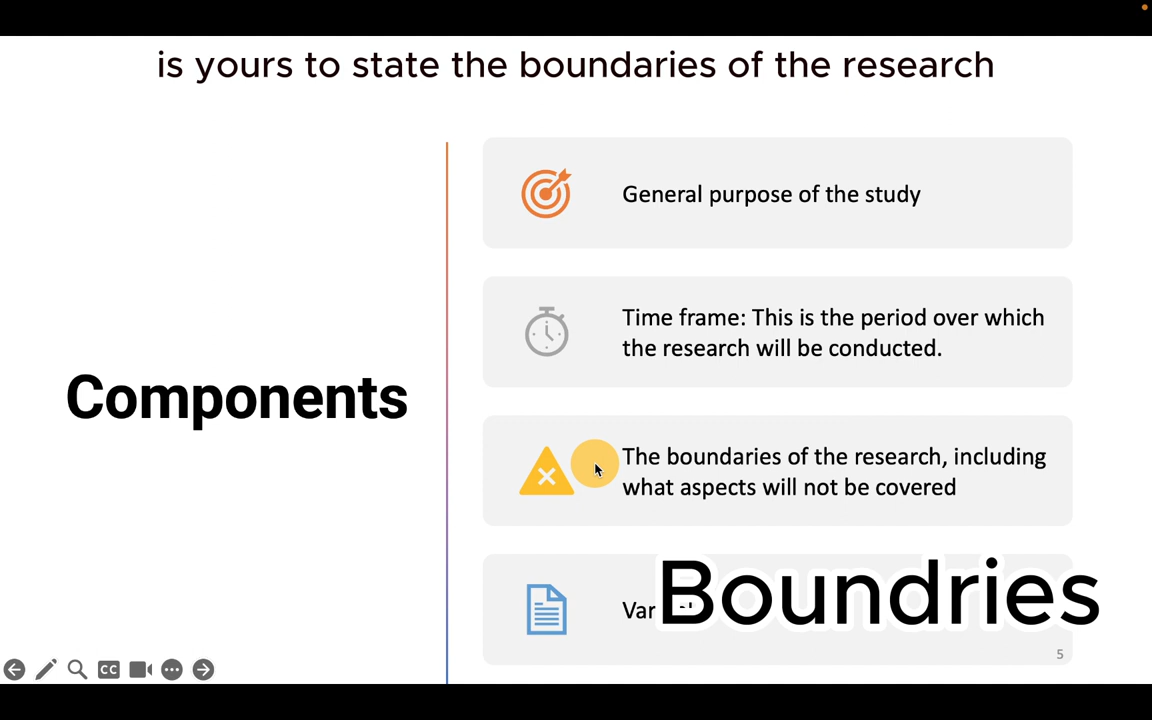 is yours to state the boundaries of the research
General purpose of the study
Time frame: This is the period over which
the research will be conducted.
Components
The boundaries of the research, including
what aspects will not be covered
Boundries
5
CC